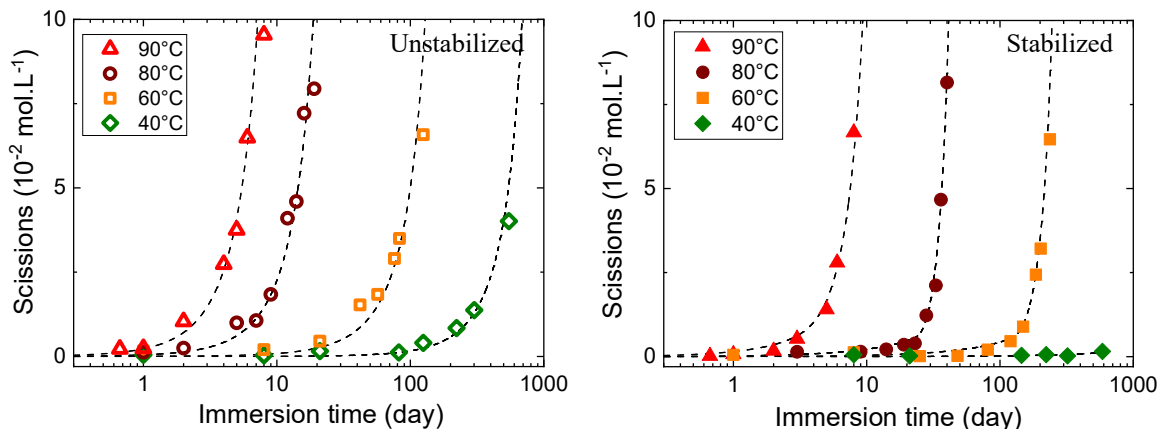 Unstabilized
90°C
80°C
60°C
40°C
Scissions (10⁻² mol.L⁻¹)
10
5
0
1
10
100
1000
Immersion time (day)
Stabilized
90°C
80°C
60°C
40°C
Scissions (10⁻² mol.L⁻¹)
10
5
0
1
10
100
1000
Immersion time (day)